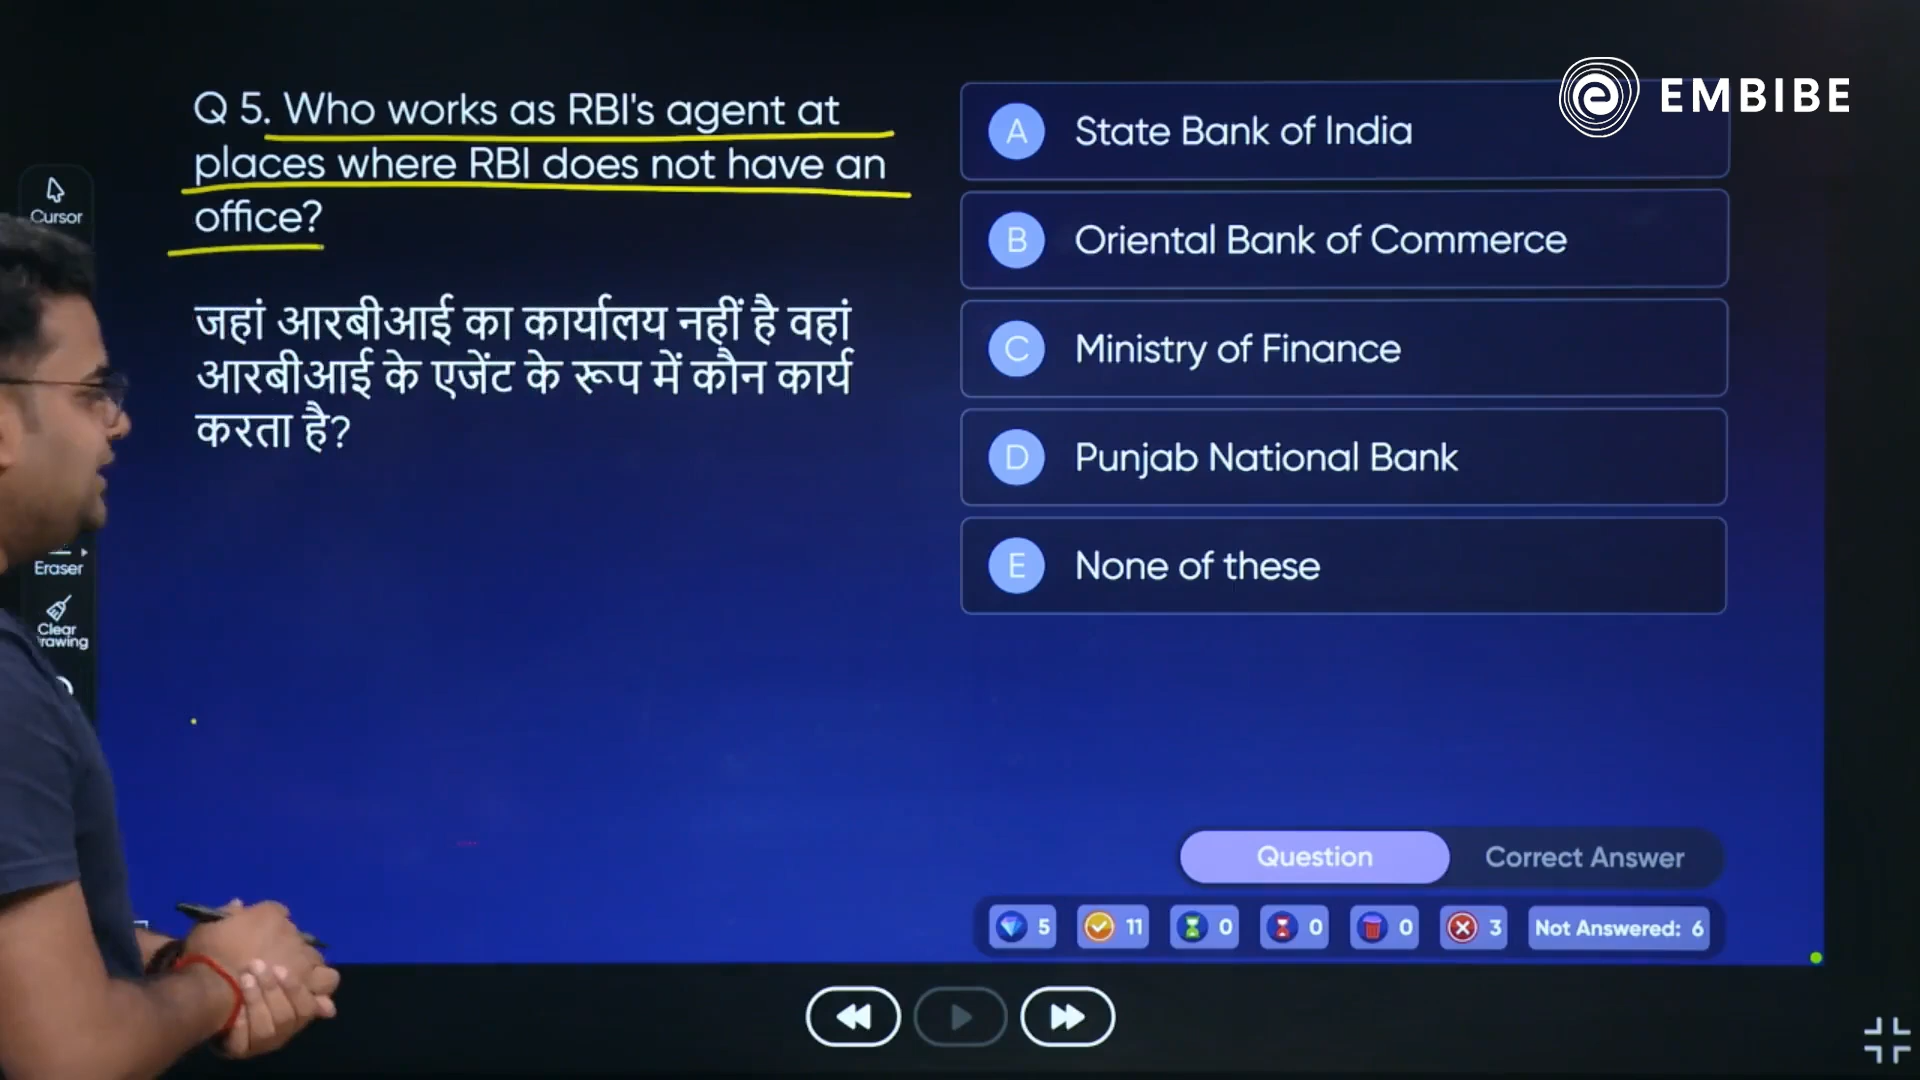 EMBIBE
Q 5. Who works as RBI's agent at
places where RBI does not have an
office?
जहां आरबीआई का कार्यालय नहीं है वहां
आरबीआई के एजेंट के रूप में कौन कार्य
करता है?
A State Bank of India
B Oriental Bank of Commerce
C Ministry of Finance
D Punjab National Bank
E None of these
Cursor
Eraser
Clear
rawing
Question Correct Answer
5 11 0 0 0 3 Not Answered: 6